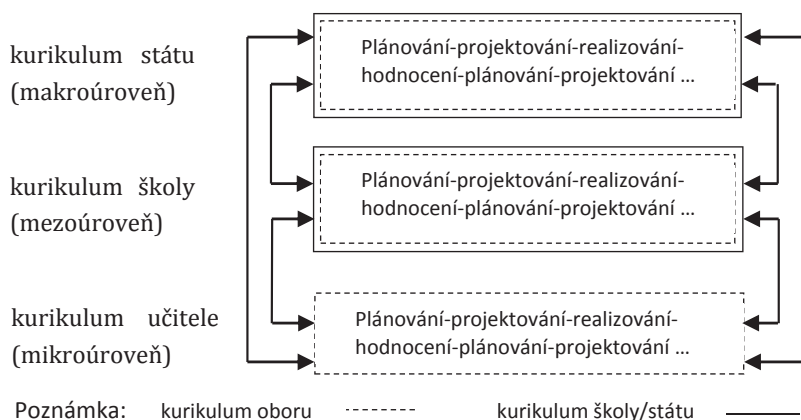 kurikulum státu
(makroúroveň)
Plánování-projektování-realizování-
hodnocení-plánování-projektování ...
kurikulum školy
(mezoúroveň)
Plánování-projektování-realizování-
hodnocení-plánování-projektování ...
kurikulum učitele
(mikroúroveň)
Plánování-projektování-realizování-
hodnocení-plánování-projektování ...
Poznámka: kurikulum oboru kurikulum školy/státu